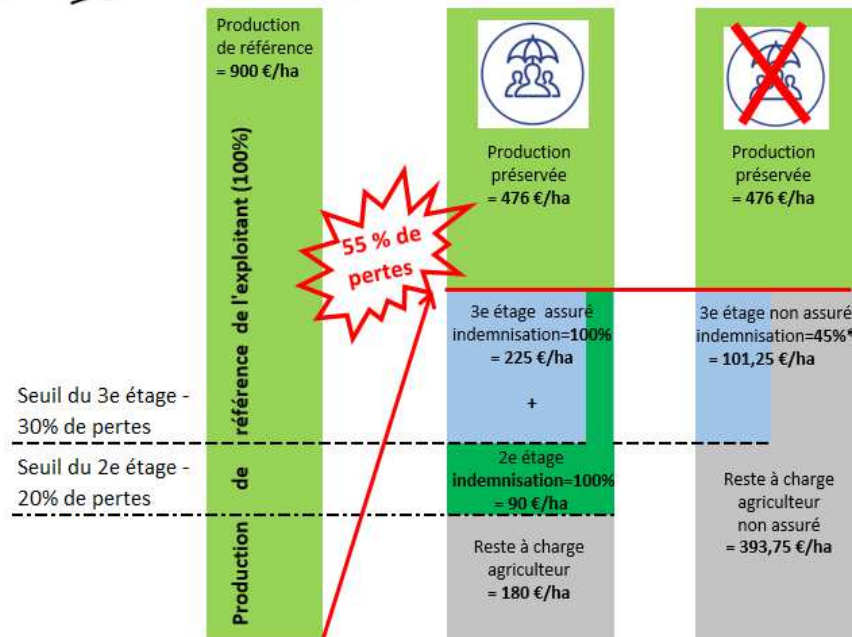 Production
de référence
= 900 €/ha
Production de référence de l'exploitant (100%)
55 % de
pertes
Production
préservée
= 476 €/ha
3e étage assuré
indemnisation=100%
= 225 €/ha
+
2e étage
indemnisation=100%
= 90 €/ha
Reste à charge
agriculteur
= 180 €/ha
Production
préservée
= 476 €/ha
3e étage non assuré
indemnisation=45%*
= 101,25 €/ha
Reste à charge
agriculteur
non assuré
= 393,75 €/ha
Seuil du 3e étage -
30% de pertes
Seuil du 2e étage -
20% de pertes